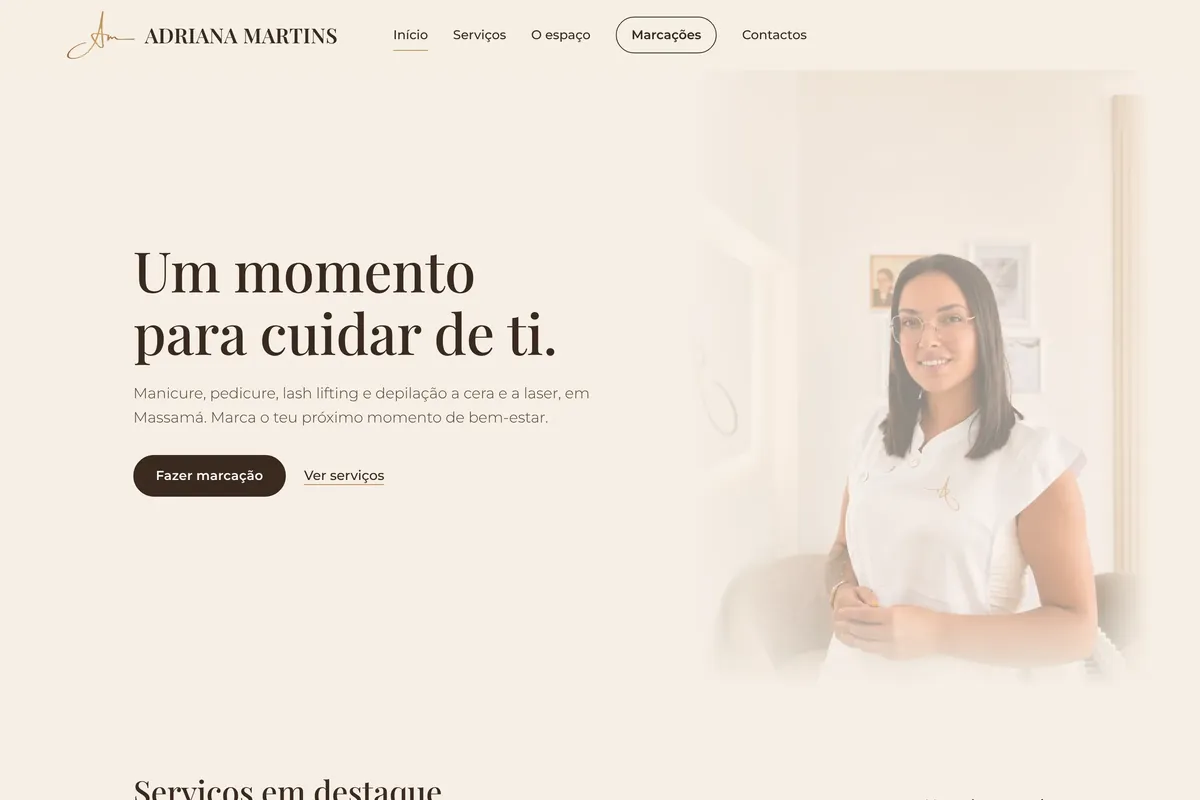 Am ADRIANA MARTINS
Início Serviços O espaço Marcações Contactos
Um momento
para cuidar de ti.
Manicure, pedicure, lash lifting e depilação a cera e a laser, em
Massamá. Marca o teu próximo momento de bem-estar.
Fazer marcação Ver serviços
Serviços em destaque